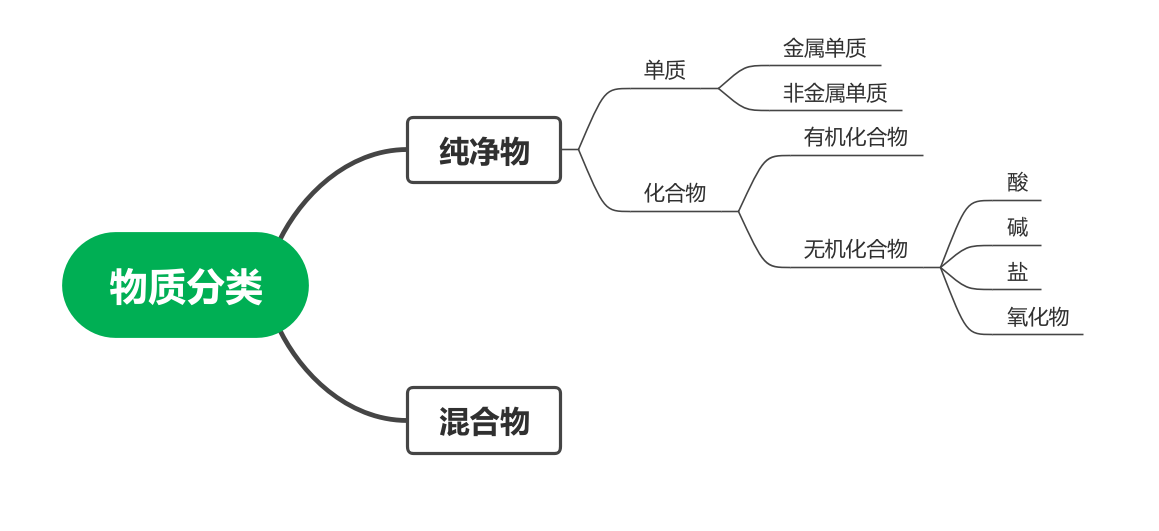 物质分类
纯净物
单质
金属单质
非金属单质
化合物
有机化合物
无机化合物
酸
碱
盐
氧化物
混合物